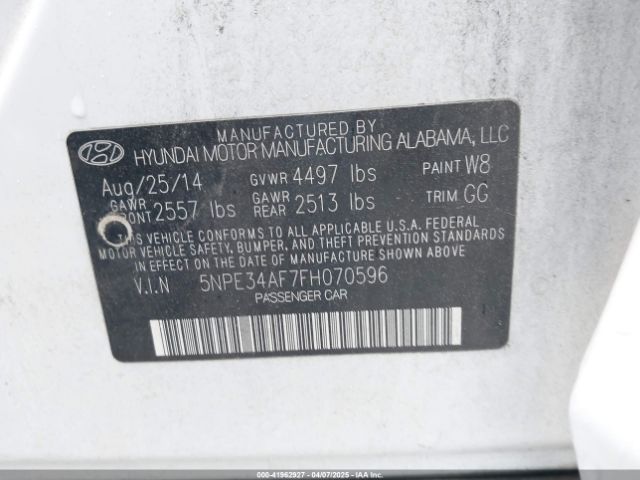 MANUFACTURED BY
HYUNDAI MOTOR MANUFACTURING ALABAMA, LLC
Aug/25/14 GVWR 4497 lbs PAINT W8
GAWR FRONT 2557 lbs GAWR REAR 2513 lbs TRIM GG
THIS VEHICLE CONFORMS TO ALL APPLICABLE U.S.A. FEDERAL
MOTOR VEHICLE SAFETY, BUMPER, AND THEFT PREVENTION STANDARDS
IN EFFECT ON THE DATE OF MANUFACTURE SHOWN ABOVE.
V.I.N 5NPE34AF7FH070596
PASSENGER CAR
000-41962927 - 04/07/2025 - 045362